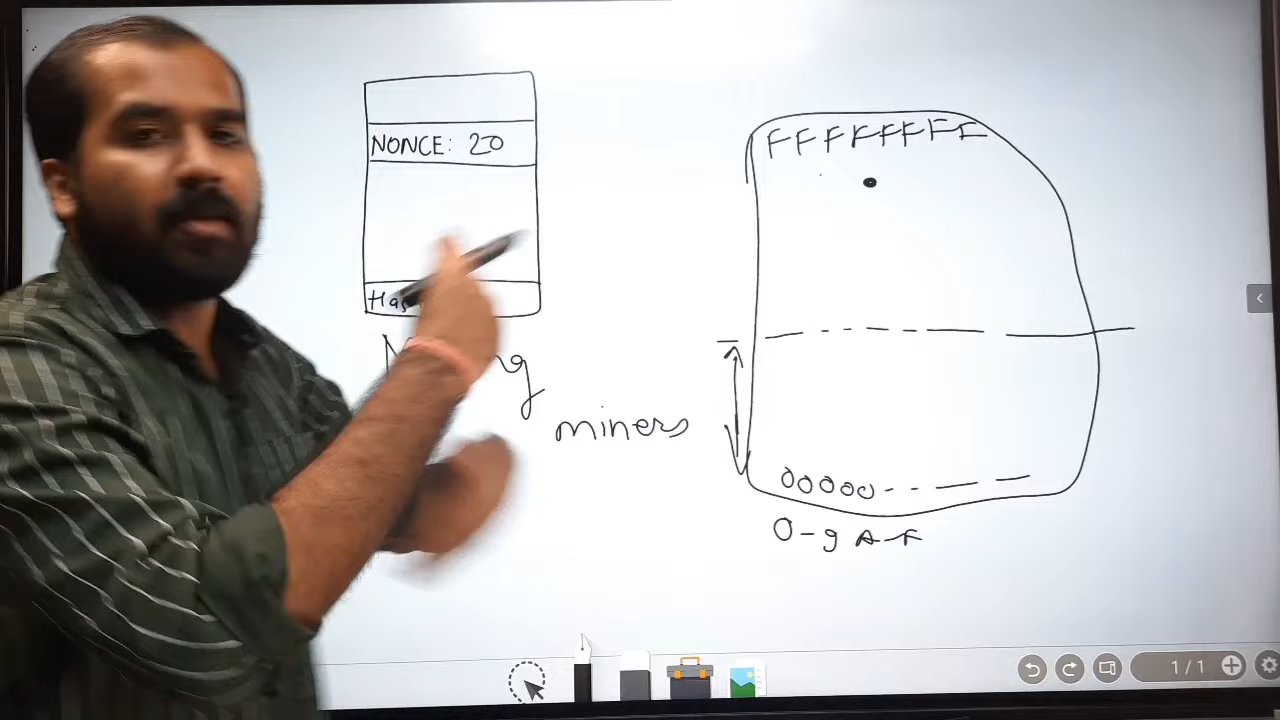 NONCE: 20
miners
FFFFFFFF
00000-- — —
0-9 A-F
1/1